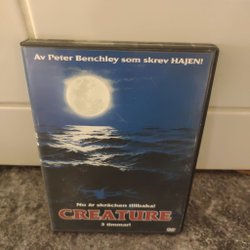 Av Peter Benchley som skrev HAJEN!
Nu är skräcken tillbaka!
CREATURE
3 timmar!